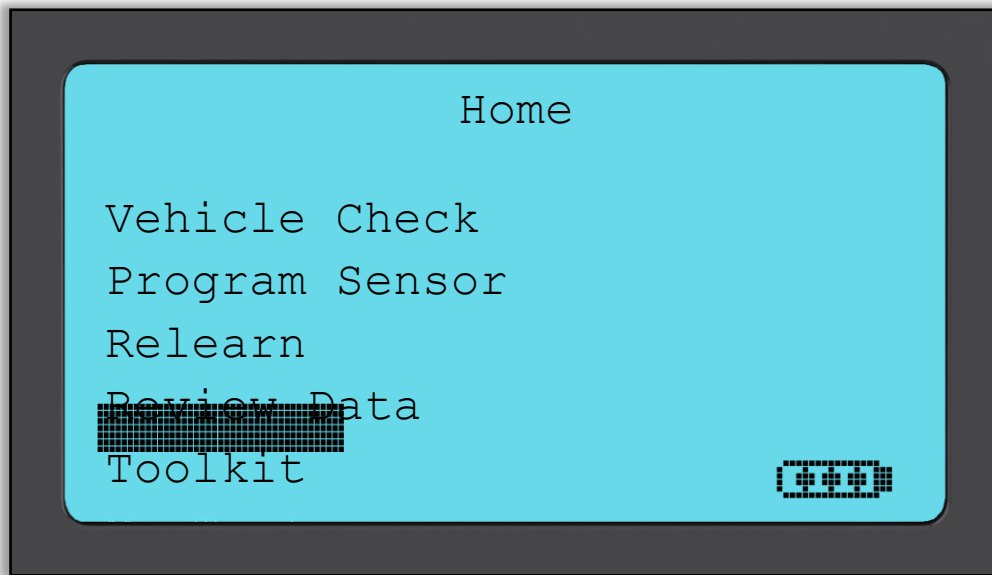 Home
Vehicle Check
Program Sensor
Relearn
Review Data
Toolkit